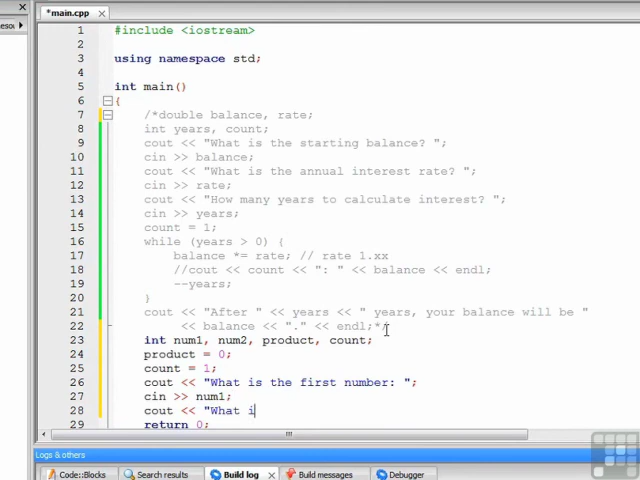 *main.cpp
esou
1 #include <iostream>
2
3 using namespace std;
4
5 int main()
6 {
7 /*double balance, rate;
8 int years, count;
9 cout << "What is the starting balance? ";
10 cin >> balance;
11 cout << "What is the annual interest rate? ";
12 cin >> rate;
13 cout << "How many years to calculate interest? ";
14 cin >> years;
15 count = 1;
16 while (years > 0) {
17 balance *= rate; // rate 1.xx
18 //cout << count << ": " << balance << endl;
19 --years;
20 }
21 cout << "After " << years << " years, your balance will be "
22 << balance << "." << endl;*/
23 int num1, num2, product, count;
24 product = 0;
25 count = 1;
26 cout << "What is the first number: ";
27 cin >> num1;
28 cout << "What i
return 0;
Logs & others
Code::Blocks
Search results
Build log
Build messages
Debugger